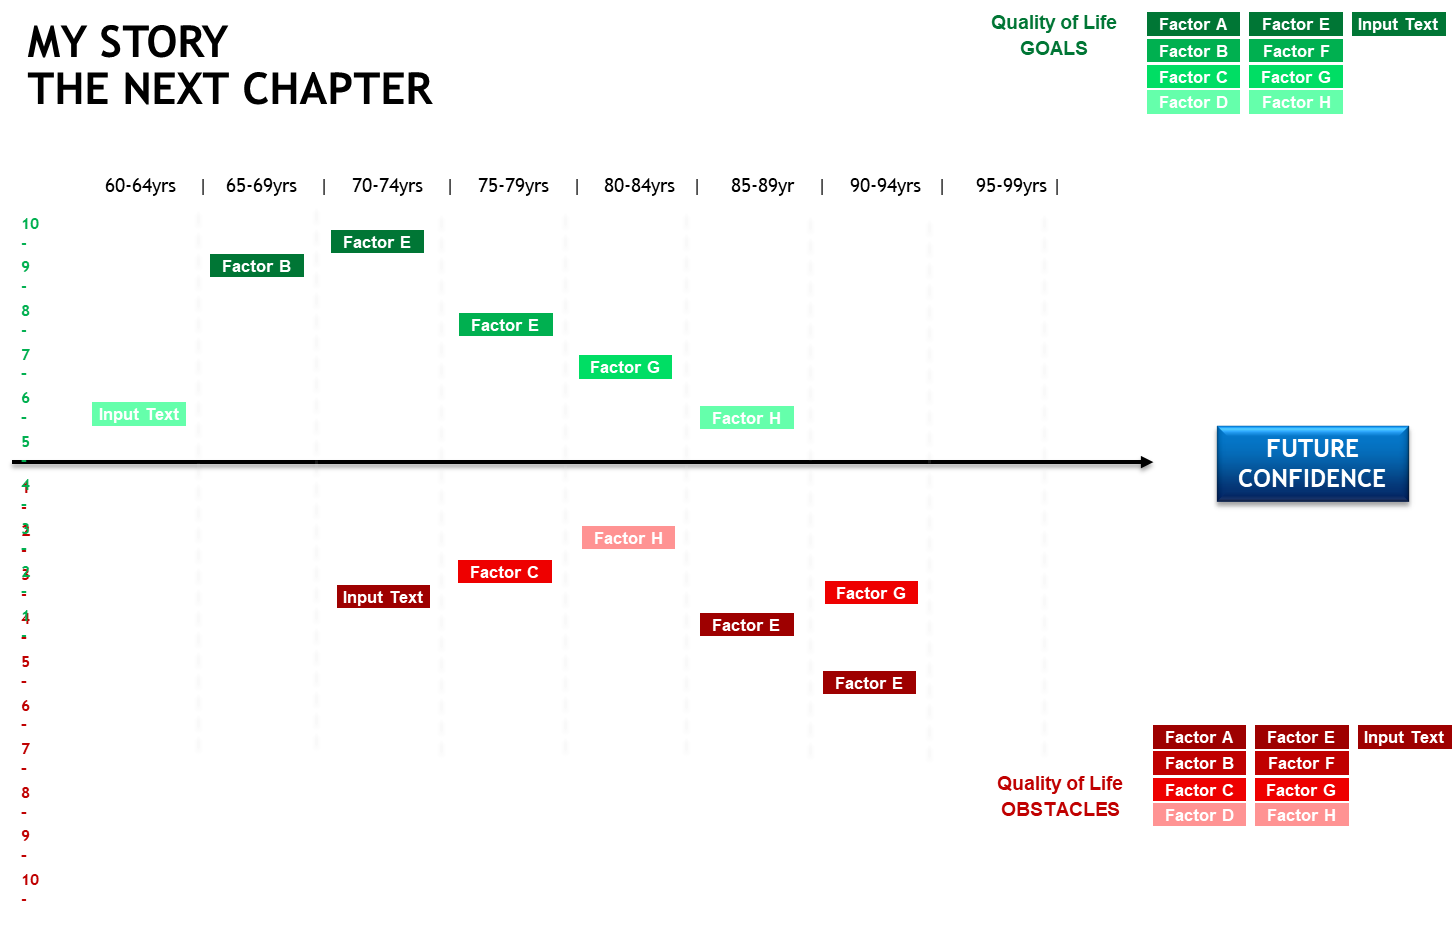 MY STORY
THE NEXT CHAPTER
Quality of Life
GOALS
Factor A Factor E Input Text
Factor B Factor F
Factor C Factor G
Factor D Factor H
60-64yrs | 65-69yrs | 70-74yrs | 75-79yrs | 80-84yrs | 85-89yr | 90-94yrs | 95-99yrs |
10
-
9
-
8
-
7
-
6
-
5
-
4
-
3
-
2
-
1
-
Factor E
Factor B
Factor E
Factor G
Input Text
Factor H
FUTURE
CONFIDENCE
1
-
2
-
3
-
4
-
5
-
6
-
7
-
8
-
9
-
10
-
Factor H
Factor C
Factor G
Input Text
Factor E
Factor E
Quality of Life
OBSTACLES
Factor A Factor E Input Text
Factor B Factor F
Factor C Factor G
Factor D Factor H